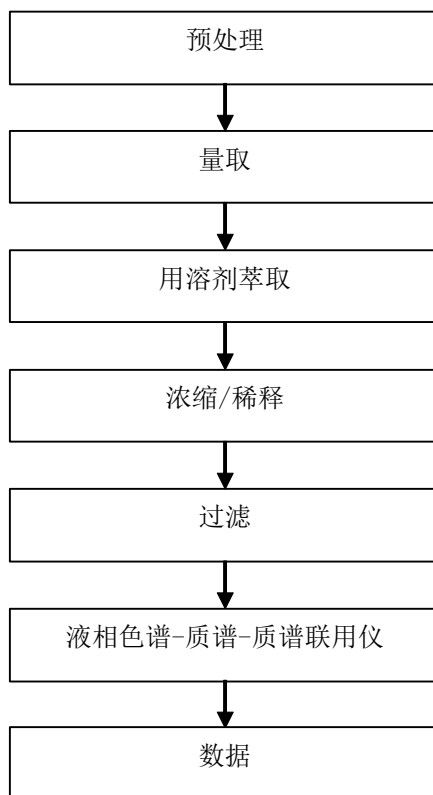 预处理
量取
用溶剂萃取
浓缩/稀释
过滤
液相色谱-质谱-质谱联用仪
数据